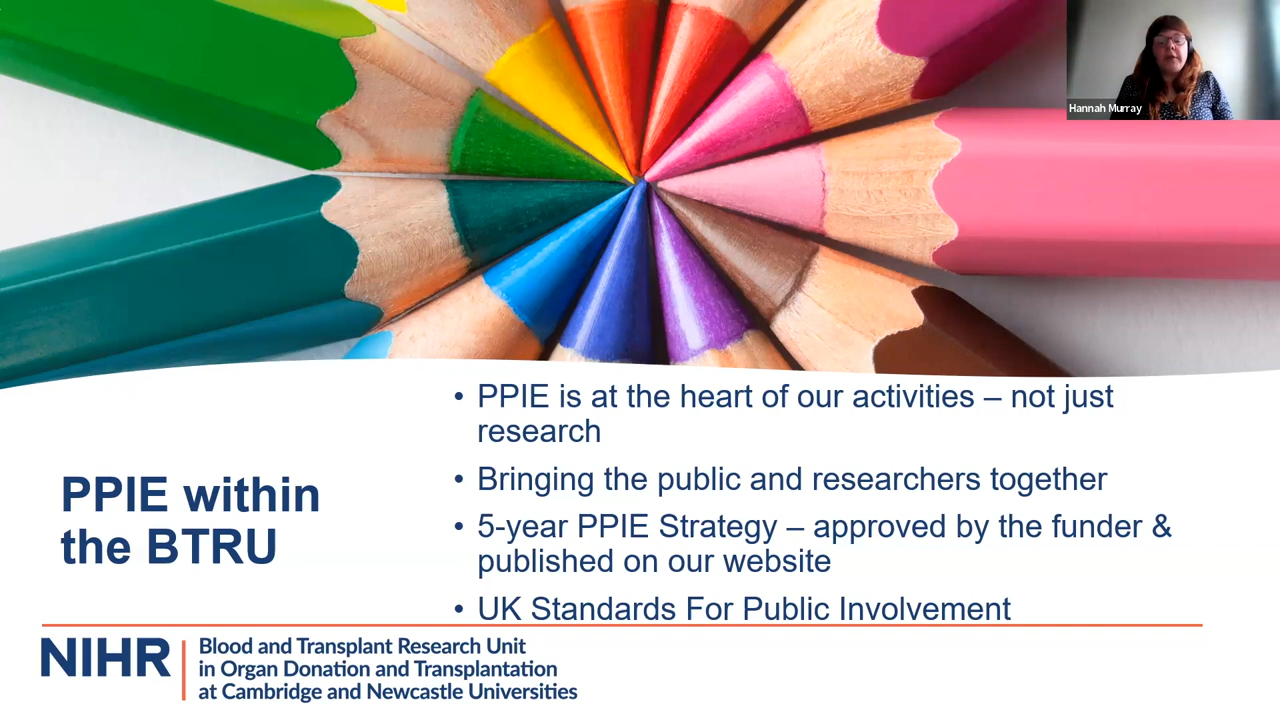 Hannah Murray
• PPIE is at the heart of our activities – not just
research
• Bringing the public and researchers together
• 5-year PPIE Strategy – approved by the funder &
published on our website
• UK Standards For Public Involvement
PPIE within
the BTRU
NIHR
Blood and Transplant Research Unit
in Organ Donation and Transplantation
at Cambridge and Newcastle Universities